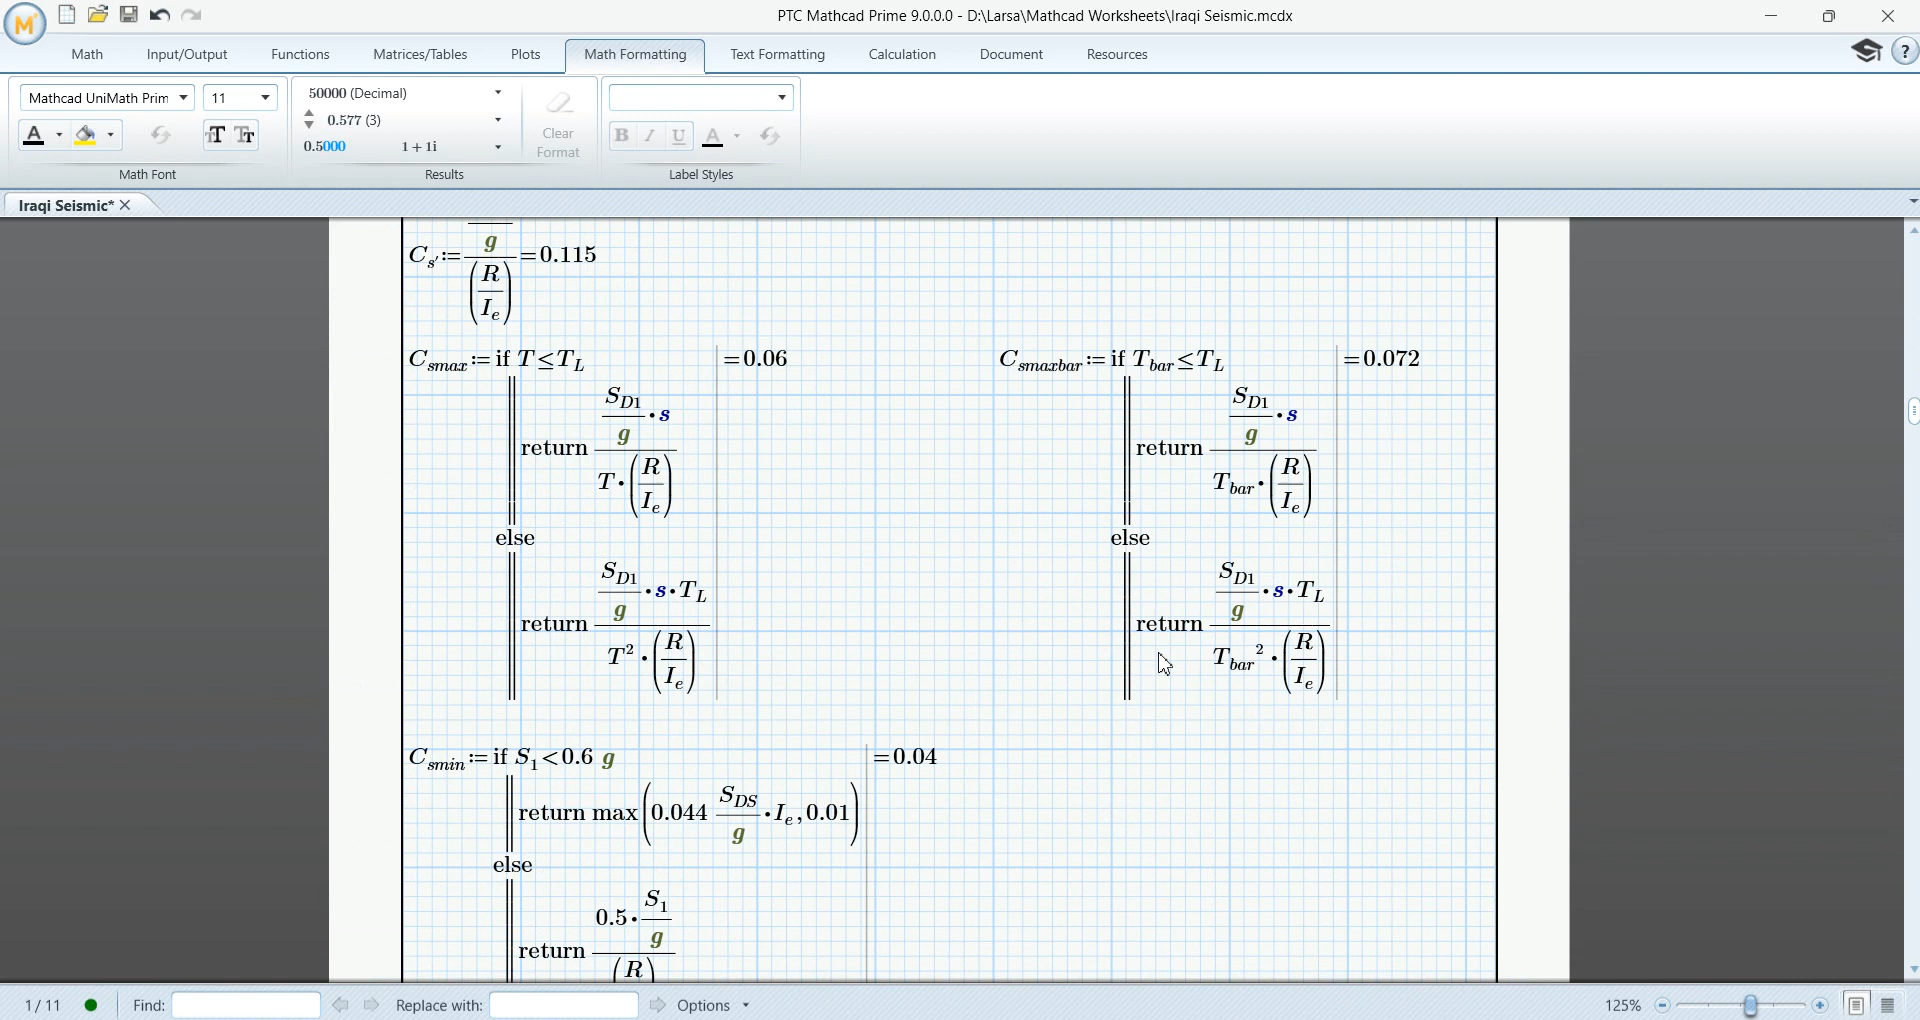 PTC Mathcad Prime 9.0.0.0 - D:\Larsa\Mathcad Worksheets\Iraqi Seismic.mcdx
Math Input/Output Functions Matrices/Tables Plots Math Formatting Text Formatting Calculation Document Resources
Mathcad UniMath Prim 11
50000 (Decimal)
0.577 (3)
0.5000 1 + 1i
Clear
Format
B I U A
Math Font Results Label Styles
Iraqi Seismic*
C_s' := (g)/((R/I_e)) = 0.115
C_smax := if T ≤ T_L = 0.06
return ((S_D1/g)·s)/(T·(R/I_e))
else
return ((S_D1/g)·s·T_L)/(T²·(R/I_e))
C_smaxbar := if T_bar ≤ T_L = 0.072
return ((S_D1/g)·s)/(T_bar·(R/I_e))
else
return ((S_D1/g)·s·T_L)/(T_bar²·(R/I_e))
C_smin := if S_1 < 0.6 g = 0.04
return max(0.044 (S_DS/g)·I_e, 0.01)
else
return (0.5·(S_1/g))/(R)
1 / 11 Find: Replace with: Options 125%